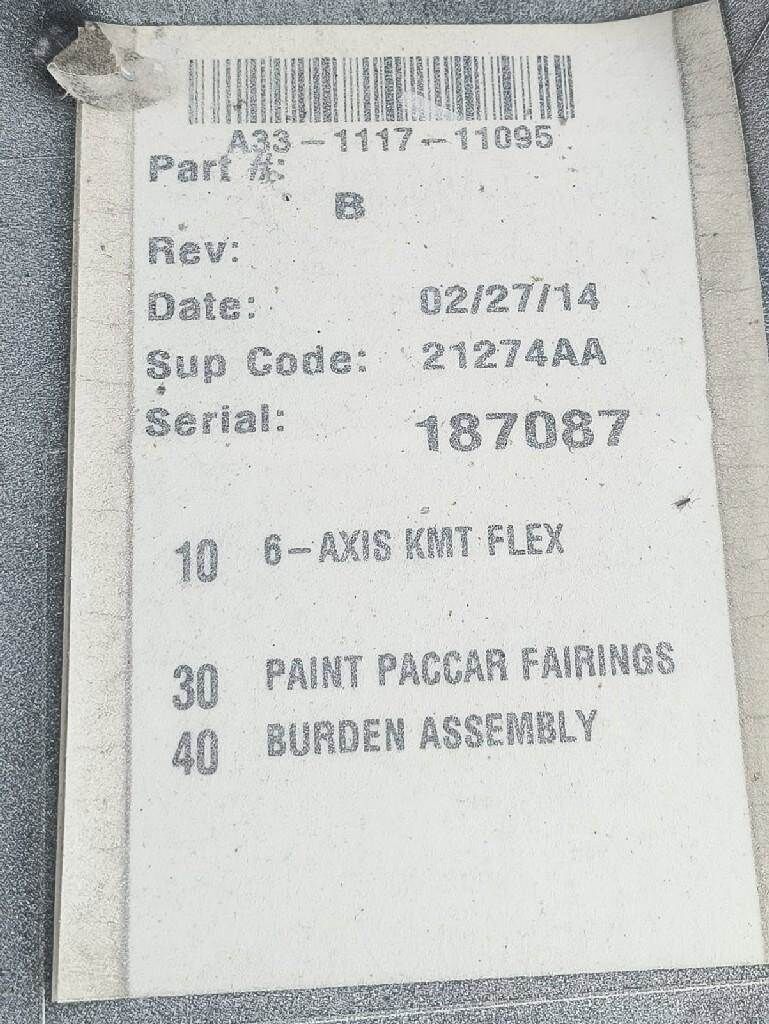 A33-1117-11095
Part #:
B
Rev:
Date: 02/27/14
Sup Code: 21274AA
Serial: 187087
10 6-AXIS KMT FLEX
30 PAINT PACCAR FAIRINGS
40 BURDEN ASSEMBLY